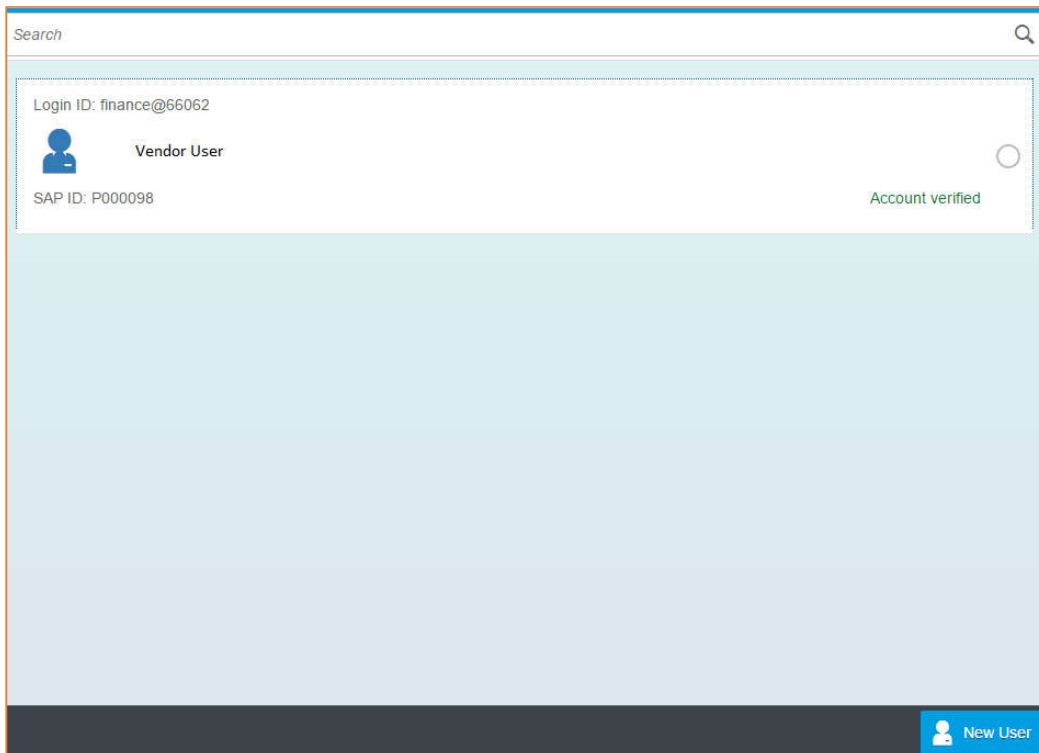 Search
Login ID: finance@66062
Vendor User
SAP ID: P000098
Account verified
New User